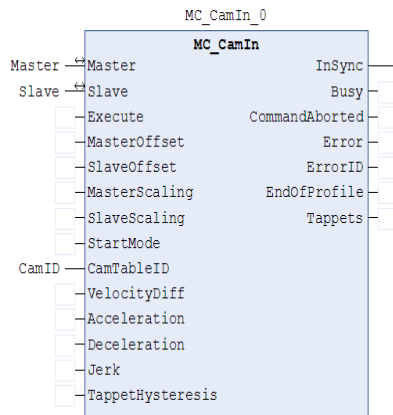 MC_CamIn_0
MC_CamIn
Master Master InSync
Slave Slave Busy
Execute CommandAborted
MasterOffset Error
SlaveOffset ErrorID
MasterScaling EndOfProfile
SlaveScaling Tappets
StartMode
CamID CamTableID
VelocityDiff
Acceleration
Deceleration
Jerk
TappetHysteresis